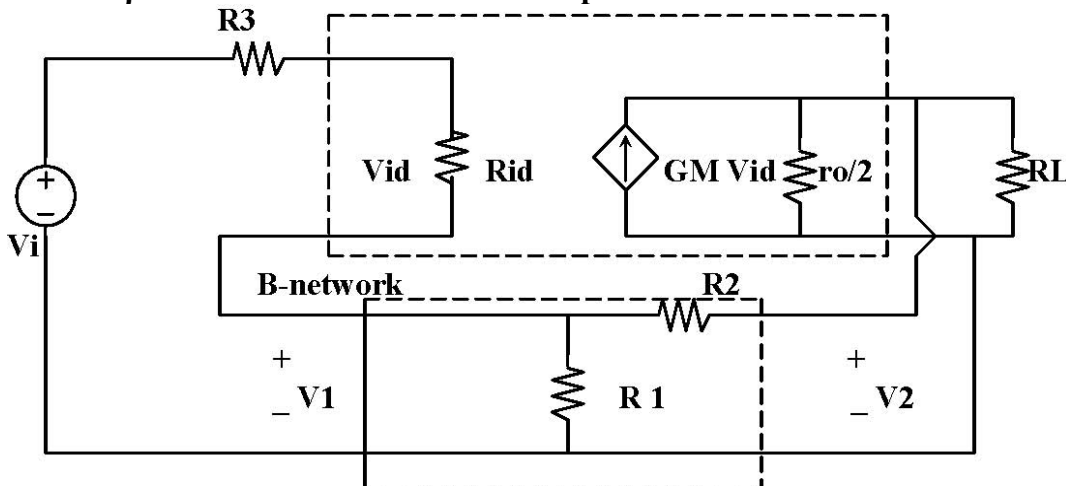 R3
Vid Rid GM Vid ro/2 RL
+
−
Vi
B-network R2
+ +
− V1 R 1 − V2